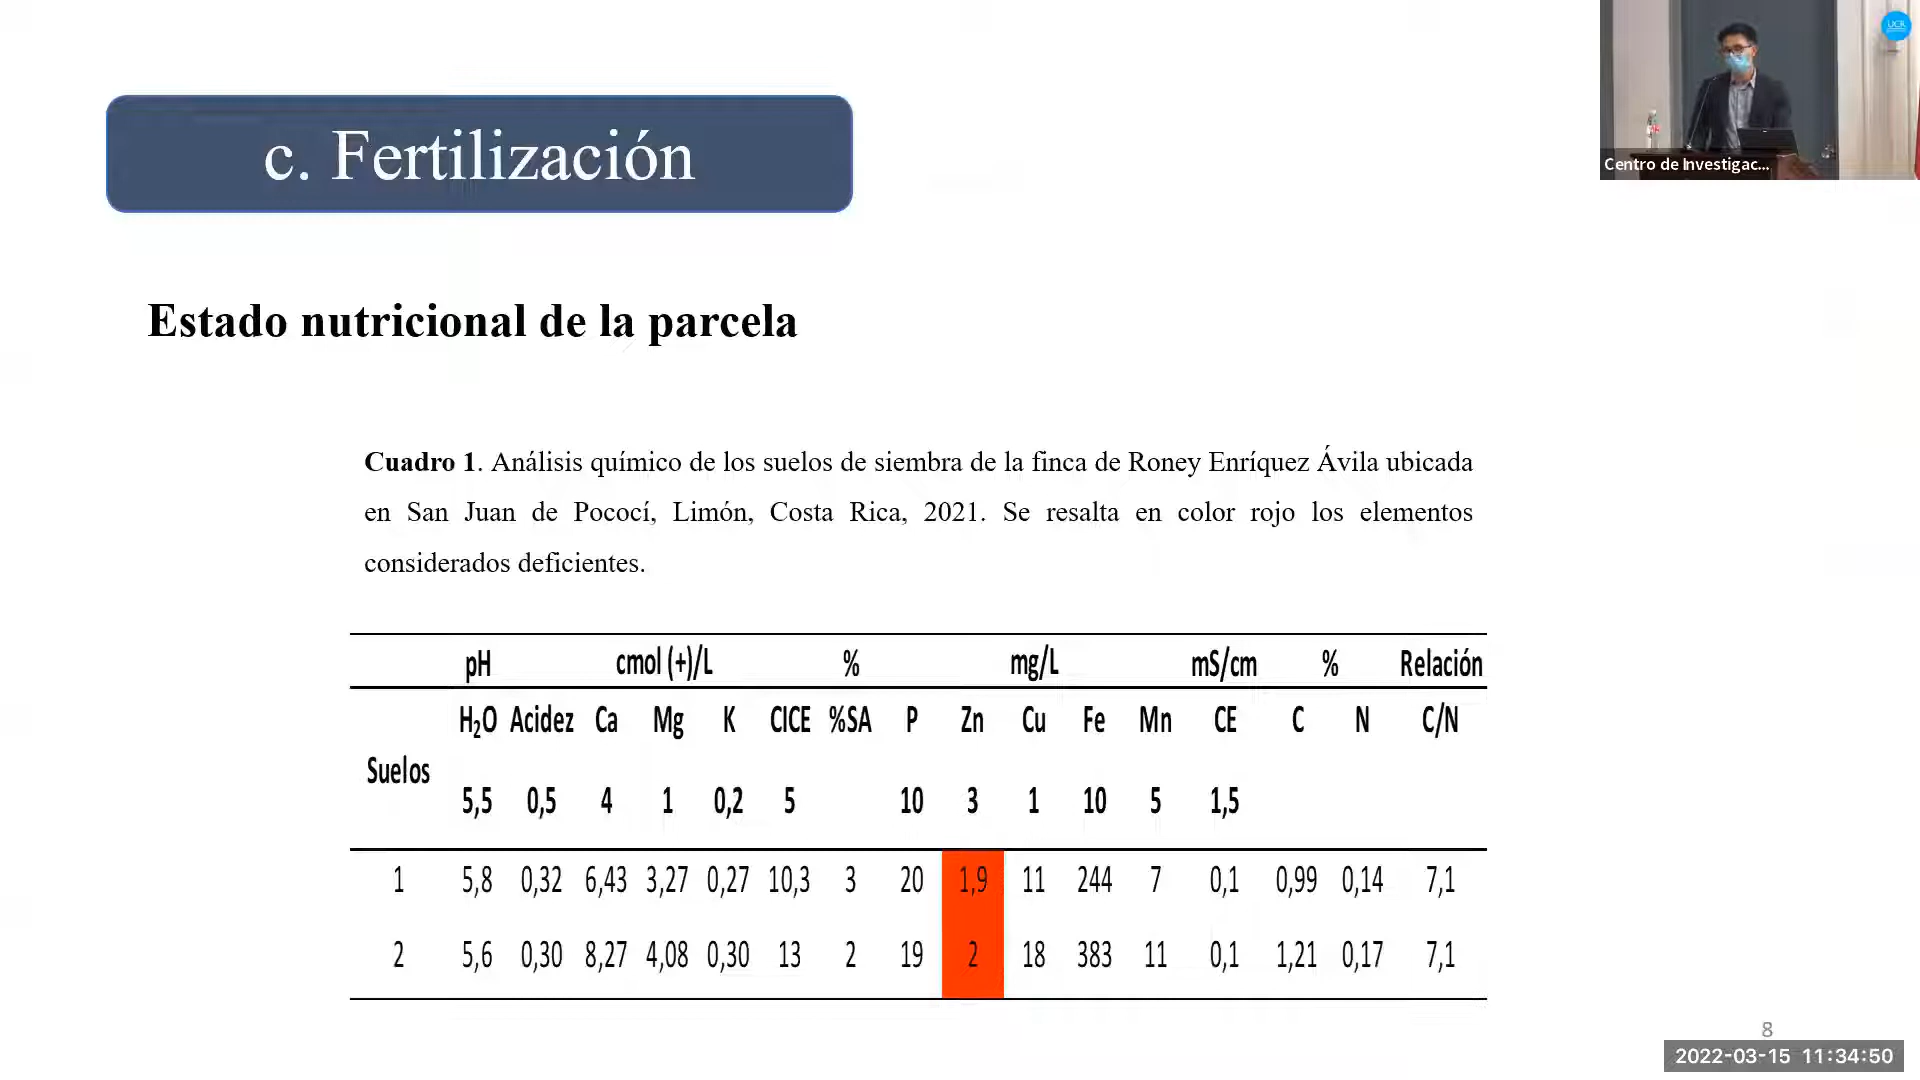 UCR
Centro de Investigac...
c. Fertilización
Estado nutricional de la parcela
Cuadro 1. Análisis químico de los suelos de siembra de la finca de Roney Enríquez Ávila ubicada
en San Juan de Pococí, Limón, Costa Rica, 2021. Se resalta en color rojo los elementos
considerados deficientes.
pH cmol (+)/L % mg/L mS/cm % Relación
H₂O Acidez Ca Mg K CICE %SA P Zn Cu Fe Mn CE C N C/N
Suelos
5,5 0,5 4 1 0,2 5 10 3 1 10 5 1,5
1 5,8 0,32 6,43 3,27 0,27 10,3 3 20 1,9 11 244 7 0,1 0,99 0,14 7,1
2 5,6 0,30 8,27 4,08 0,30 13 2 19 2 18 383 11 0,1 1,21 0,17 7,1
8
2022-03-15 11:34:50